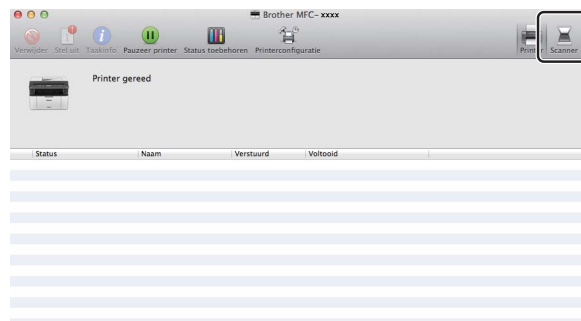 Brother MFC- xxxx
Verwijder Stel uit Taakinfo Pauzeer printer Status toebehoren Printerconfiguratie Printer Scanner
Printer gereed
Status Naam Verstuurd Voltooid